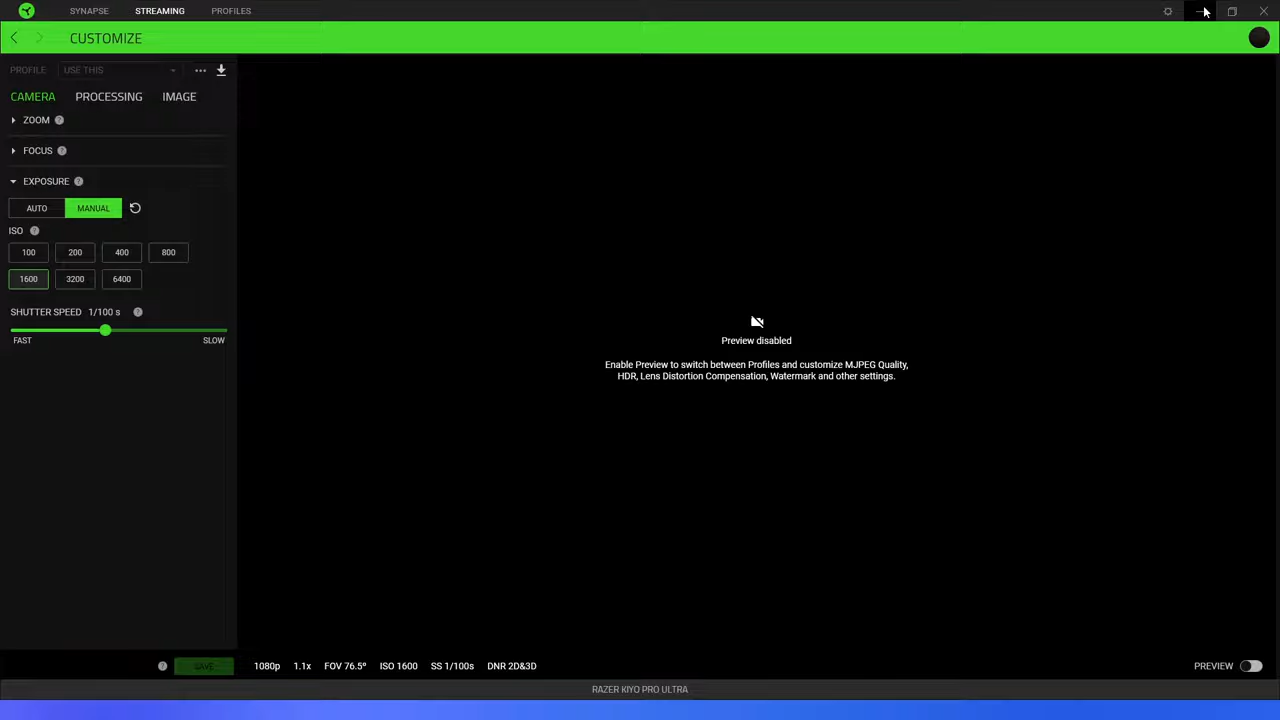 SYNAPSE STREAMING PROFILES
CUSTOMIZE
PROFILE USE THIS
CAMERA PROCESSING IMAGE
ZOOM ?
FOCUS ?
EXPOSURE ?
AUTO MANUAL
ISO ?
100 200 400 800
1600 3200 6400
SHUTTER SPEED 1/100 s ?
FAST SLOW
Preview disabled
Enable Preview to switch between Profiles and customize MJPEG Quality,
HDR, Lens Distortion Compensation, Watermark and other settings.
? SAVE 1080p 1.1x FOV 76.5° ISO 1600 SS 1/100s DNR 2D&3D PREVIEW
RAZER KIYO PRO ULTRA